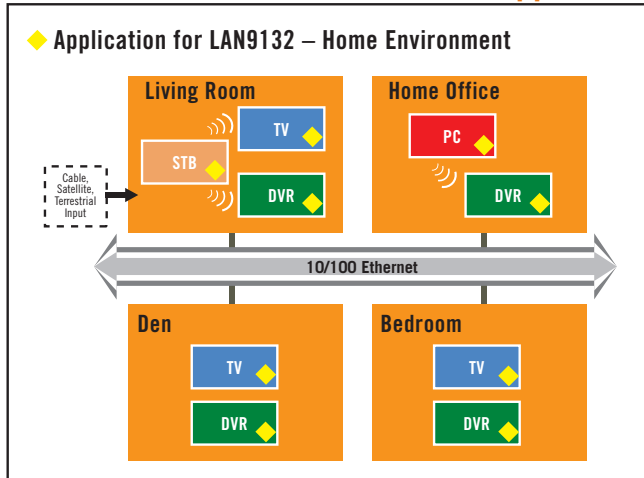 Application for LAN9132 – Home Environment
Living Room
TV
STB
DVR
Home Office
PC
DVR
Cable,
Satellite,
Terrestrial
Input
10/100 Ethernet
Den
TV
DVR
Bedroom
TV
DVR